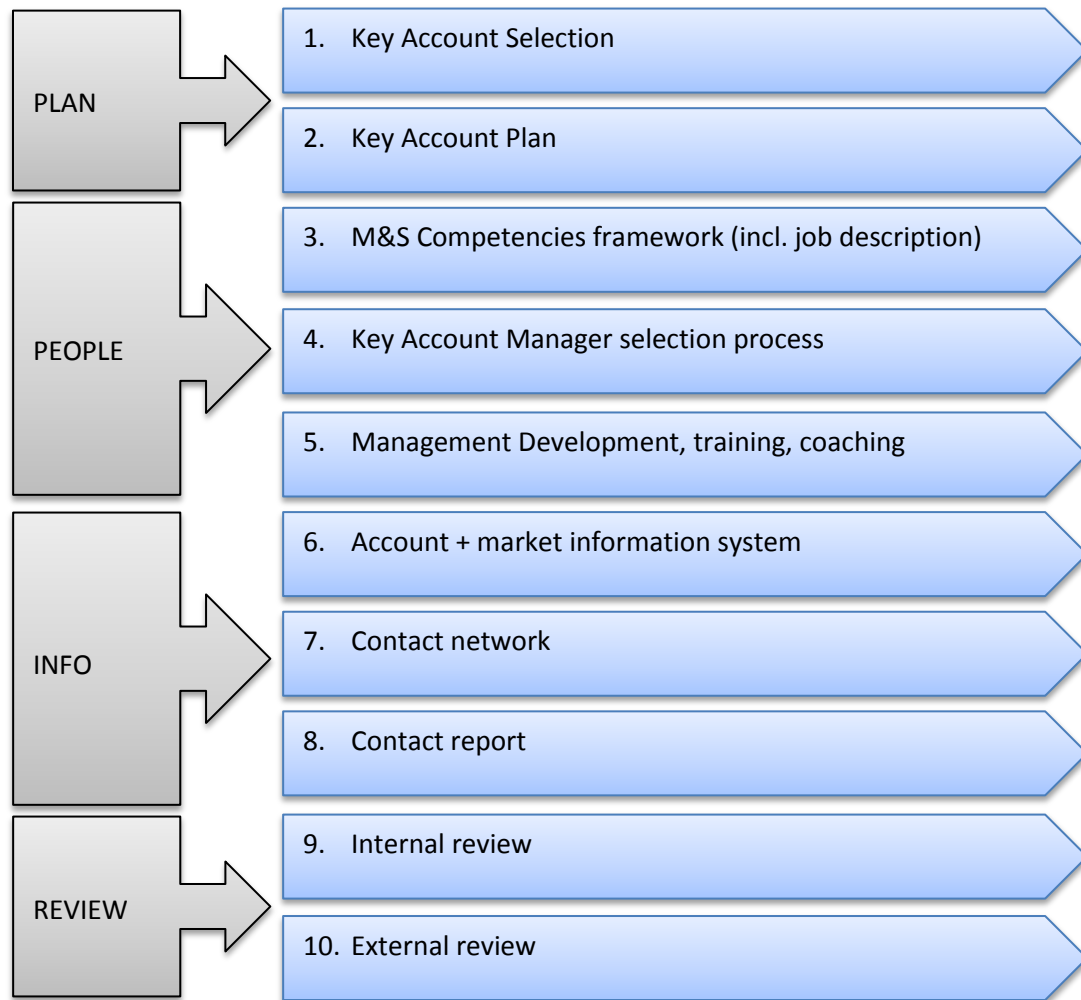 PLAN
1. Key Account Selection
2. Key Account Plan
PEOPLE
3. M&S Competencies framework (incl. job description)
4. Key Account Manager selection process
5. Management Development, training, coaching
INFO
6. Account + market information system
7. Contact network
8. Contact report
REVIEW
9. Internal review
10. External review